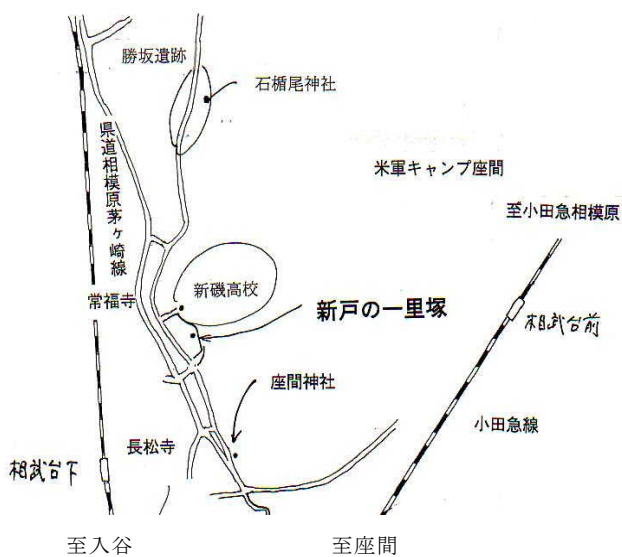 勝坂遺跡
石楯尾神社
県道相模原茅ヶ崎線
米軍キャンプ座間
至小田急相模原
新磯高校
常福寺
新戸の一里塚
相武台前
座間神社
小田急線
長松寺
相武台下
至入谷
至座間